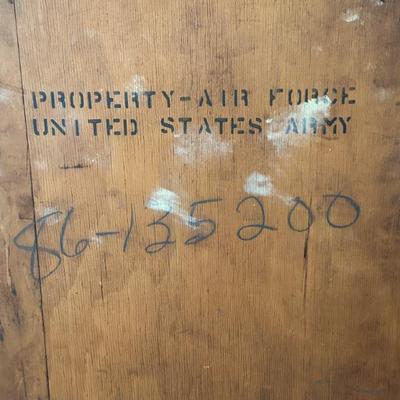 PROPERTY-AIR FORCE
UNITED STATES ARMY
86-135200